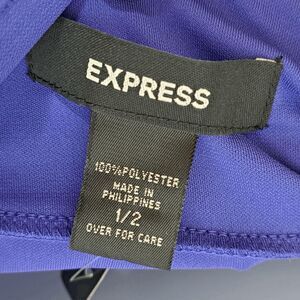 EXPRESS
100%POLYESTER
MADE IN
PHILIPPINES
1/2
OVER FOR CARE